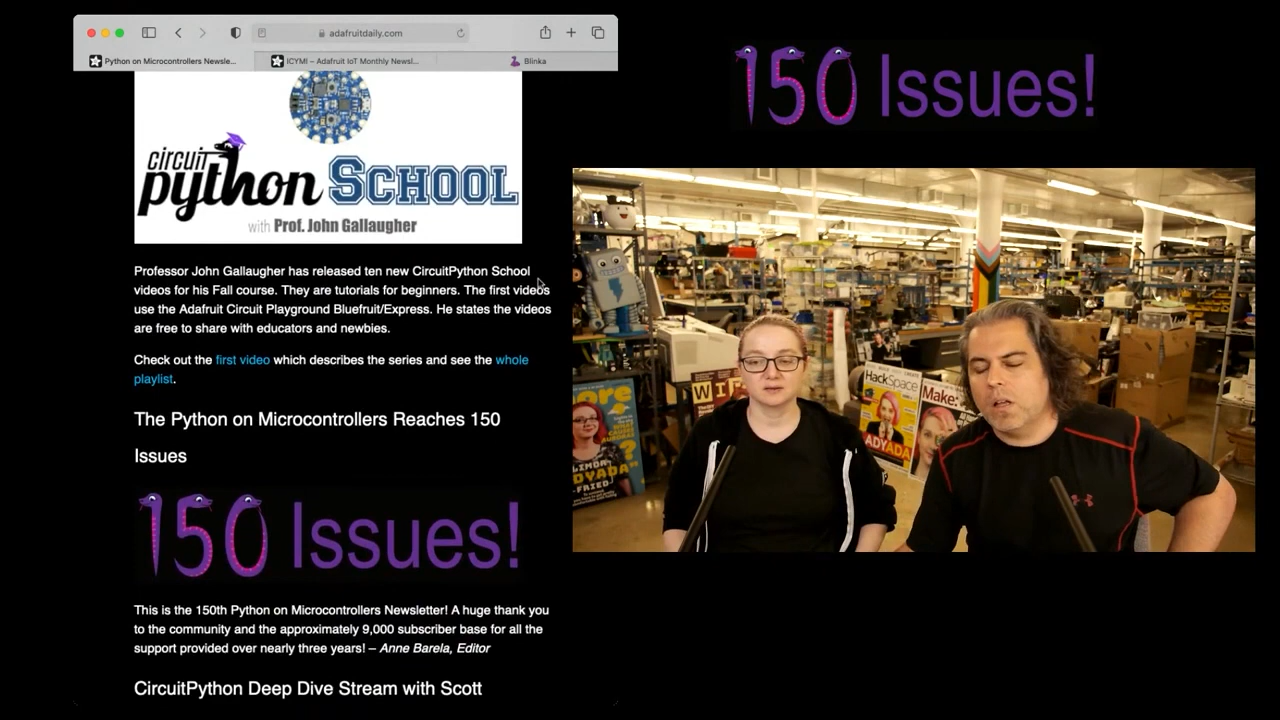 adafruitdaily.com
Python on Microcontrollers Newsle...
ICYMI – Adafruit IoT Monthly Newsl...
Blinka
circuit
python SCHOOL
with Prof. John Gallaugher
Professor John Gallaugher has released ten new CircuitPython School
videos for his Fall course. They are tutorials for beginners. The first videos
use the Adafruit Circuit Playground Bluefruit/Express. He states the videos
are free to share with educators and newbies.
Check out the first video which describes the series and see the whole
playlist.
The Python on Microcontrollers Reaches 150
Issues
150 Issues!
This is the 150th Python on Microcontrollers Newsletter! A huge thank you
to the community and the approximately 9,000 subscriber base for all the
support provided over nearly three years! – Anne Barela, Editor
CircuitPython Deep Dive Stream with Scott
150 Issues!
WI
HackSpace
ADYADA
Make:
ore
LIMOR
ADYADA"
FRIED